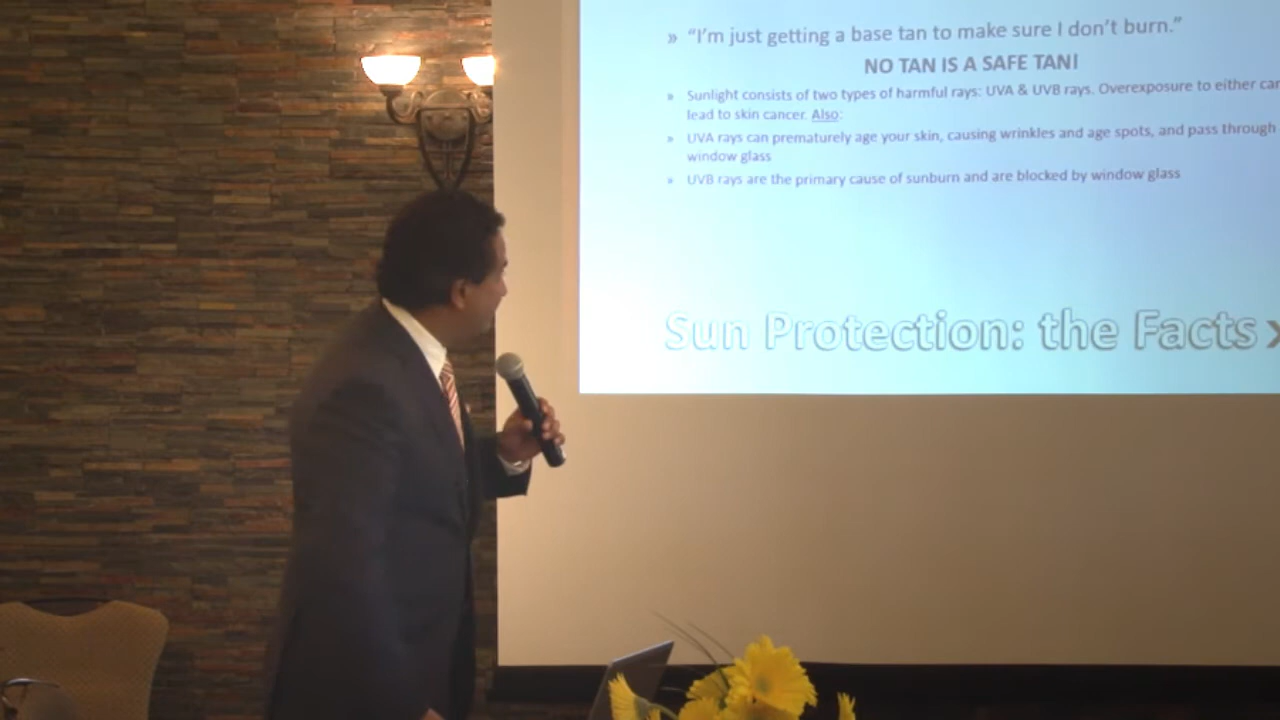 » “I’m just getting a base tan to make sure I don’t burn.”
NO TAN IS A SAFE TAN!
» Sunlight consists of two types of harmful rays: UVA & UVB rays. Overexposure to either can
lead to skin cancer. Also:
» UVA rays can prematurely age your skin, causing wrinkles and age spots, and pass through
window glass
» UVB rays are the primary cause of sunburn and are blocked by window glass
Sun Protection: the Facts »